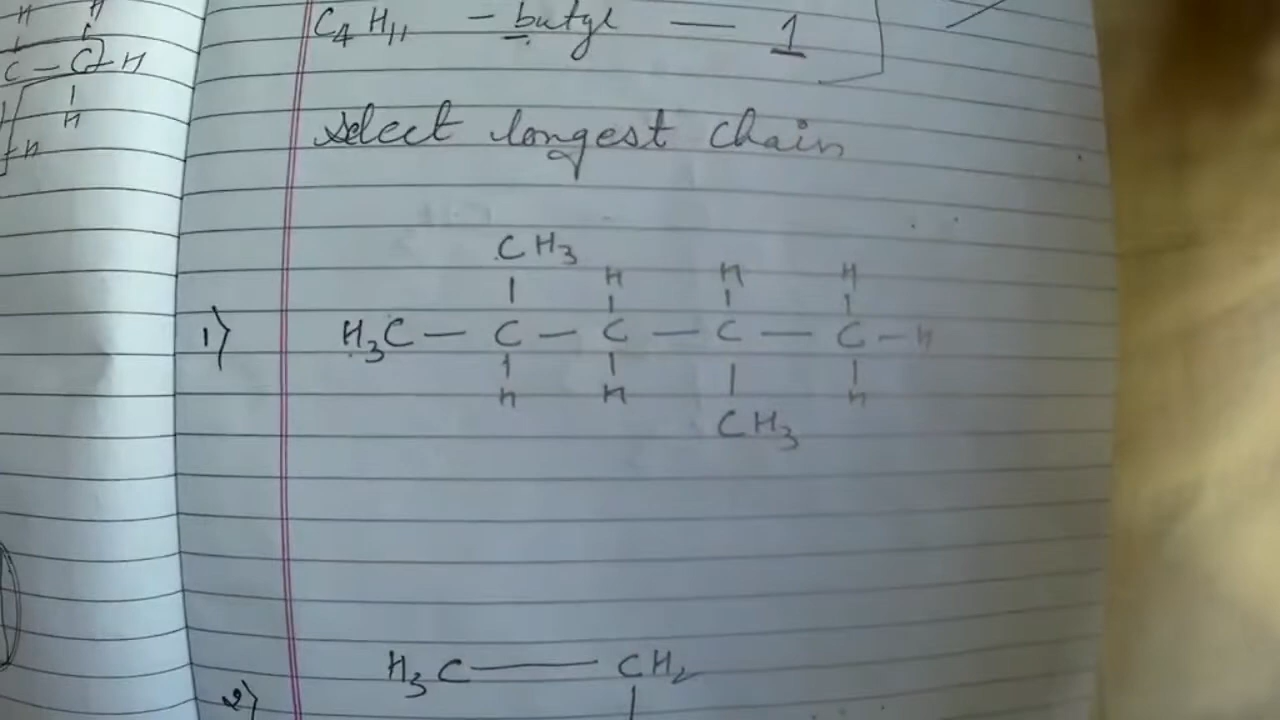 H H
C – C – H
H
H
C4H11 – butyl — 1
select longest chain
CH3 H H H
1) H3C – C – C – C – C – H
H H CH3 H
2) H3C — CH2